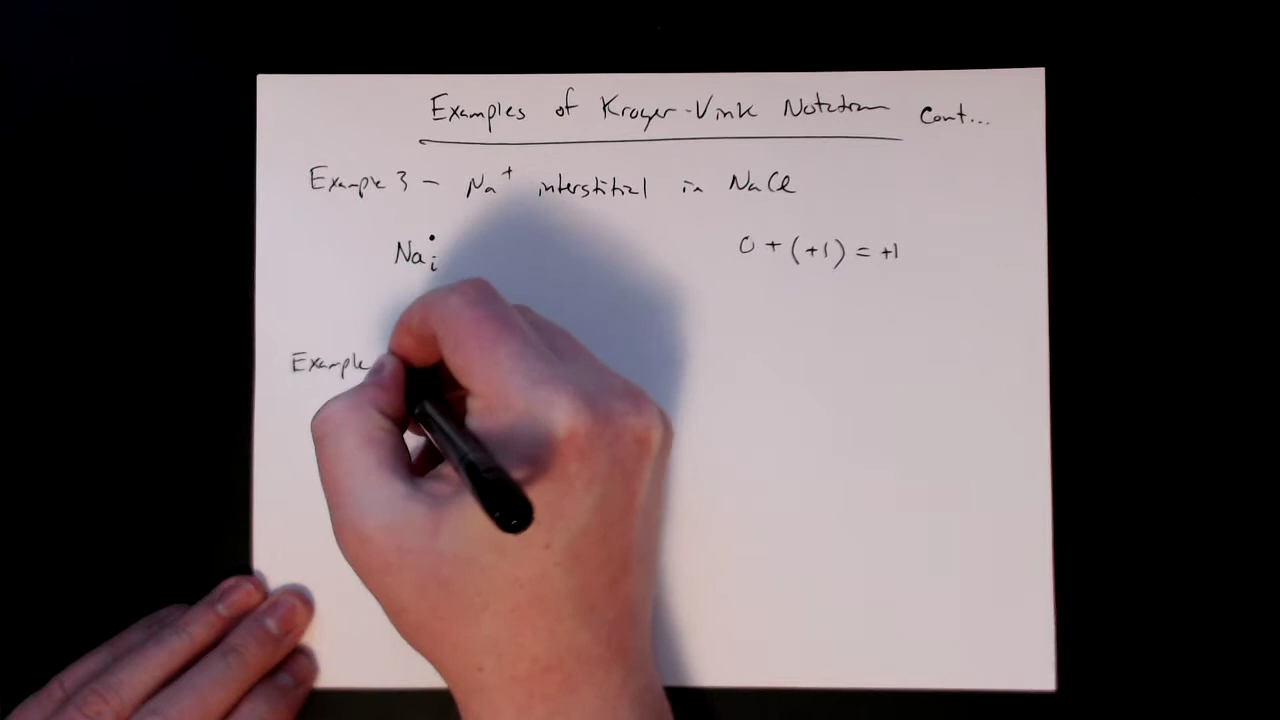 Examples of Kroger-Vink Notation Cont...
Example 3 - Na⁺ interstitial in NaCl
Naᵢ• 0 + (+1) = +1
Example